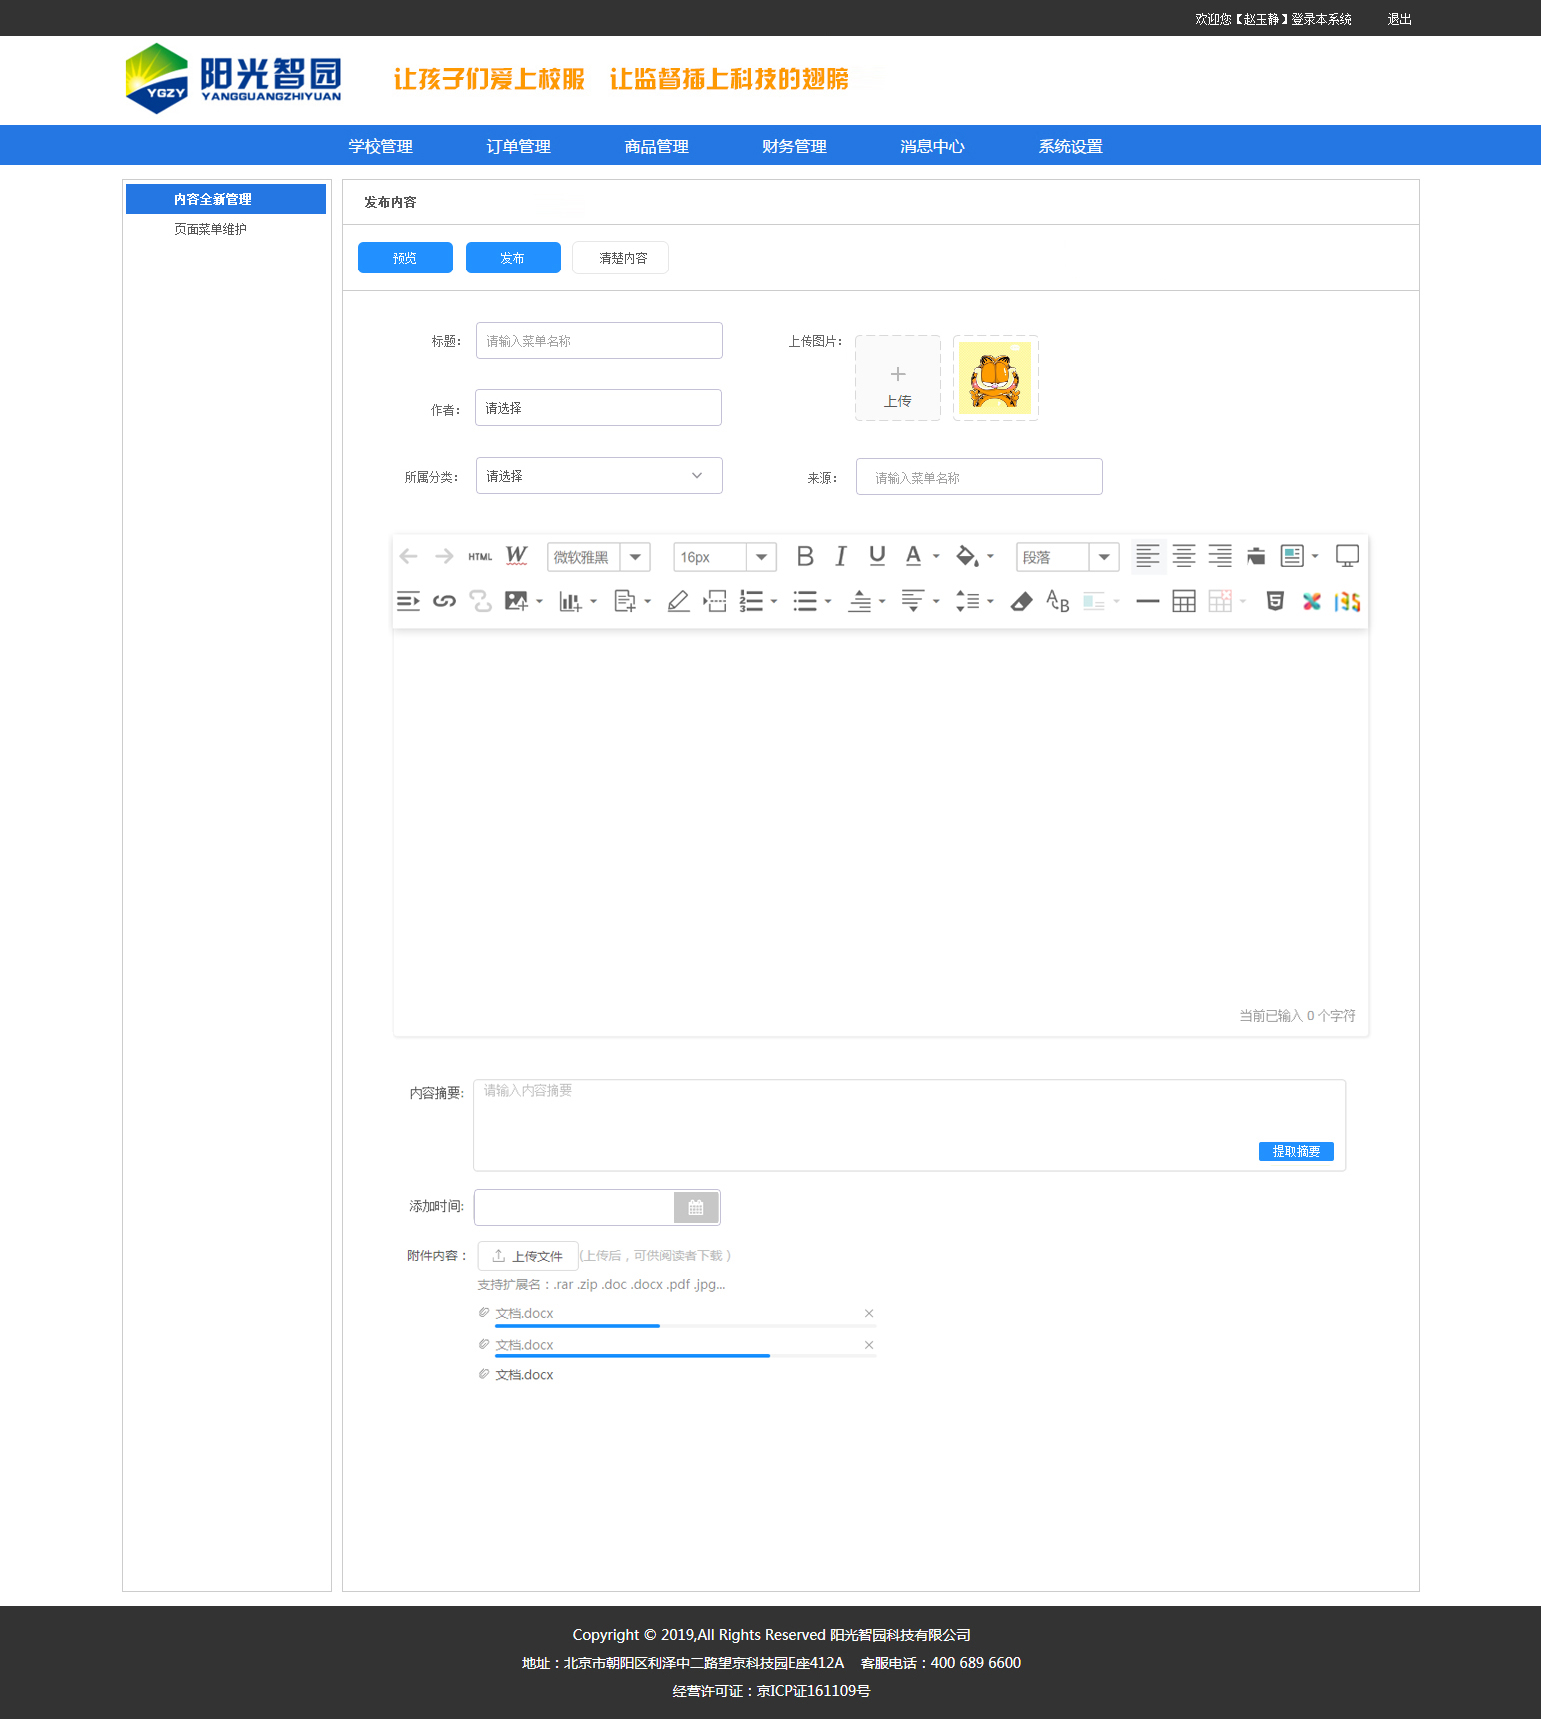 欢迎您【赵玉静】登录本系统 退出
YGZY 阳光智园
YANGGUANGZHIYUAN
让孩子们爱上校服 让监督插上科技的翅膀
学校管理 订单管理 商品管理 财务管理 消息中心 系统设置
内容全新管理
页面菜单维护
发布内容
预览 发布 清楚内容
标题： 请输入菜单名称 上传图片：
上传
作者： 请选择
所属分类： 请选择 来源： 请输入菜单名称
HTML W 微软雅黑 16px B I U A 段落
AB 135
当前已输入 0 个字符
内容摘要: 请输入内容摘要
提取摘要
添加时间:
附件内容： 上传文件 (上传后，可供阅读者下载 )
支持扩展名：.rar .zip .doc .docx .pdf .jpg...
文档.docx
文档.docx
文档.docx
Copyright © 2019,All Rights Reserved 阳光智园科技有限公司
地址：北京市朝阳区利泽中二路望京科技园E座412A 客服电话：400 689 6600
经营许可证：京ICP证161109号